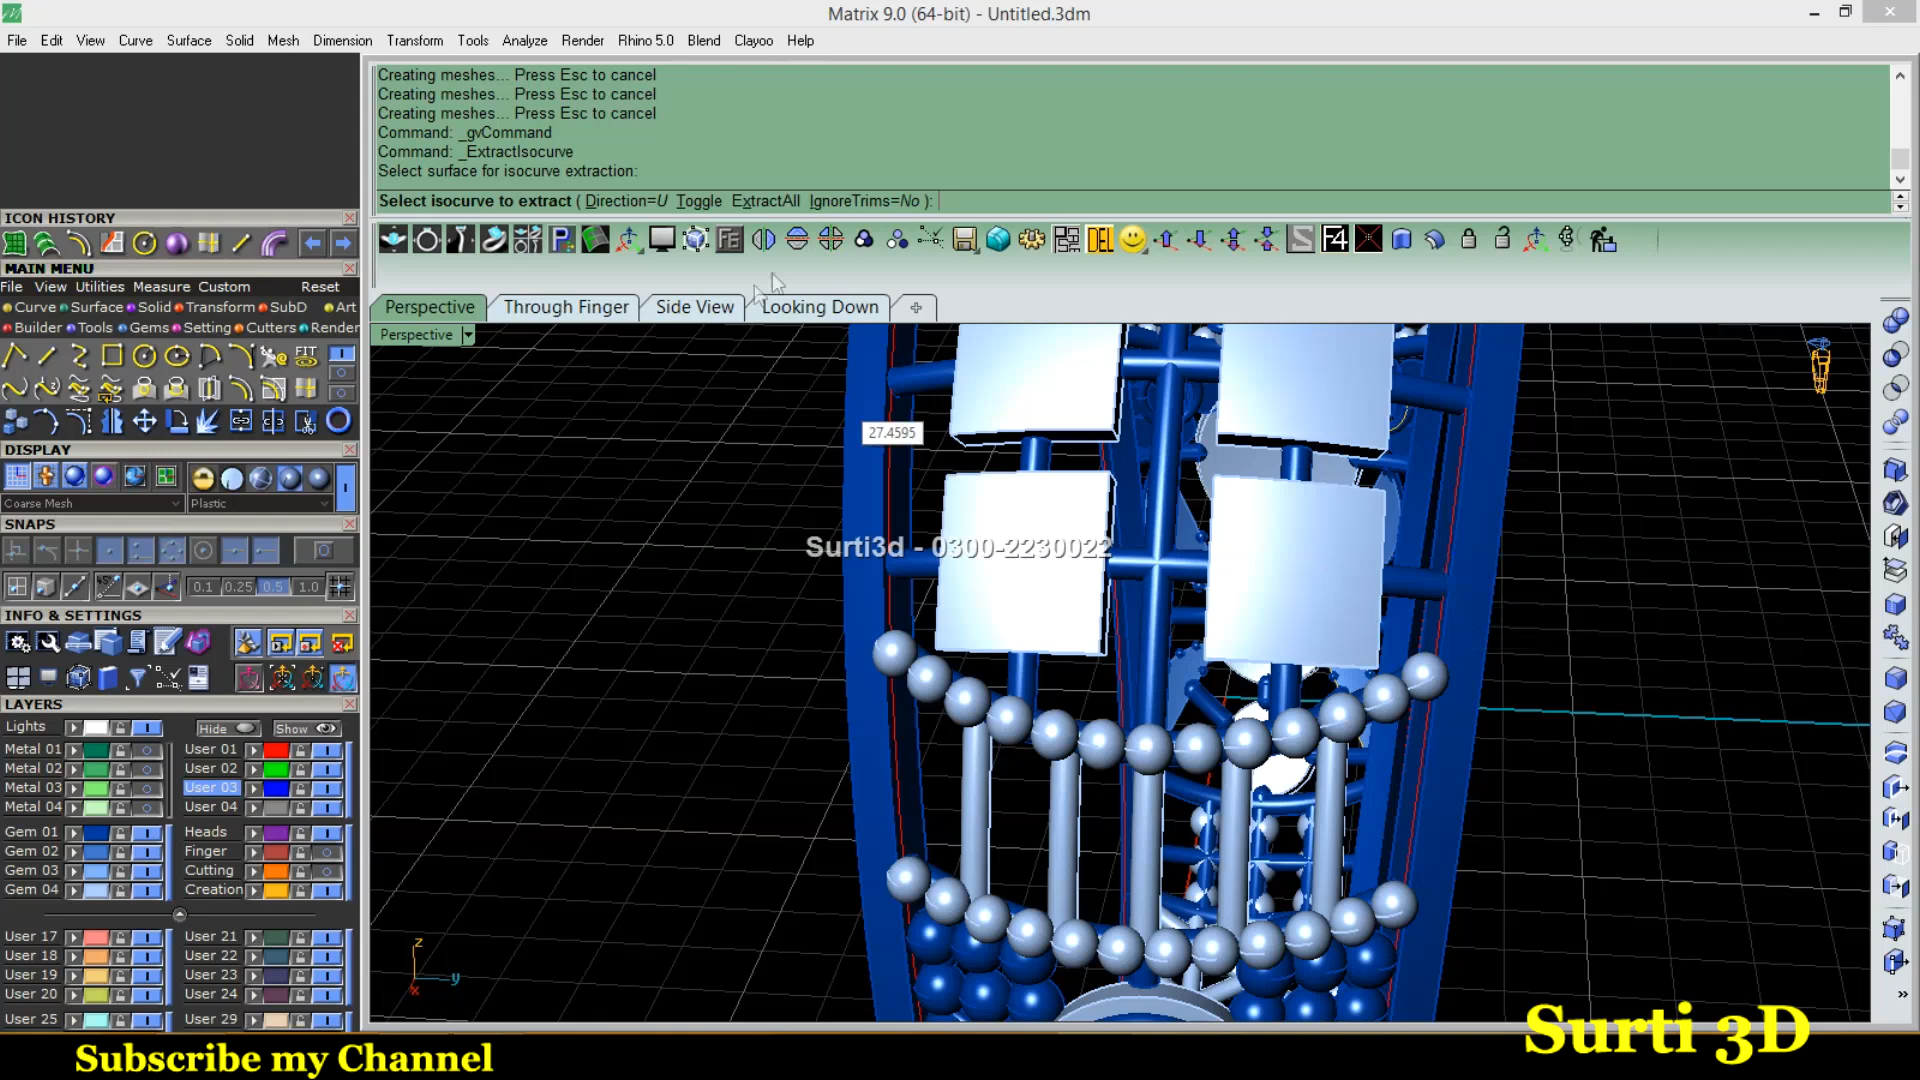 Matrix 9.0 (64-bit) - Untitled.3dm
File Edit View Curve Surface Solid Mesh Dimension Transform Tools Analyze Render Rhino 5.0 Blend Clayoo Help
Creating meshes... Press Esc to cancel
Creating meshes... Press Esc to cancel
Creating meshes... Press Esc to cancel
Command: _gvCommand
Command: _ExtractIsocurve
Select surface for isocurve extraction:
Select isocurve to extract ( Direction=U Toggle ExtractAll IgnoreTrims=No ):
ICON HISTORY
MAIN MENU
File View Utilities Measure Custom Reset
Curve Surface Solid Transform SubD Art
Builder Tools Gems Setting Cutters Render
FIT
DISPLAY
Coarse Mesh Plastic
SNAPS
0.1 0.25 0.5 1.0
INFO & SETTINGS
LAYERS
Lights Hide Show
Metal 01 User 01
Metal 02 User 02
Metal 03 User 03
Metal 04 User 04
Gem 01 Heads
Gem 02 Finger
Gem 03 Cutting
Gem 04 Creation
User 17 User 21
User 18 User 22
User 19 User 23
User 20 User 24
User 25 User 29
FE DEL F4
Perspective Through Finger Side View Looking Down +
Perspective
27.4595
Surti3d - 0300-2230022
z
y
x
Surti 3D
Subscribe my Channel